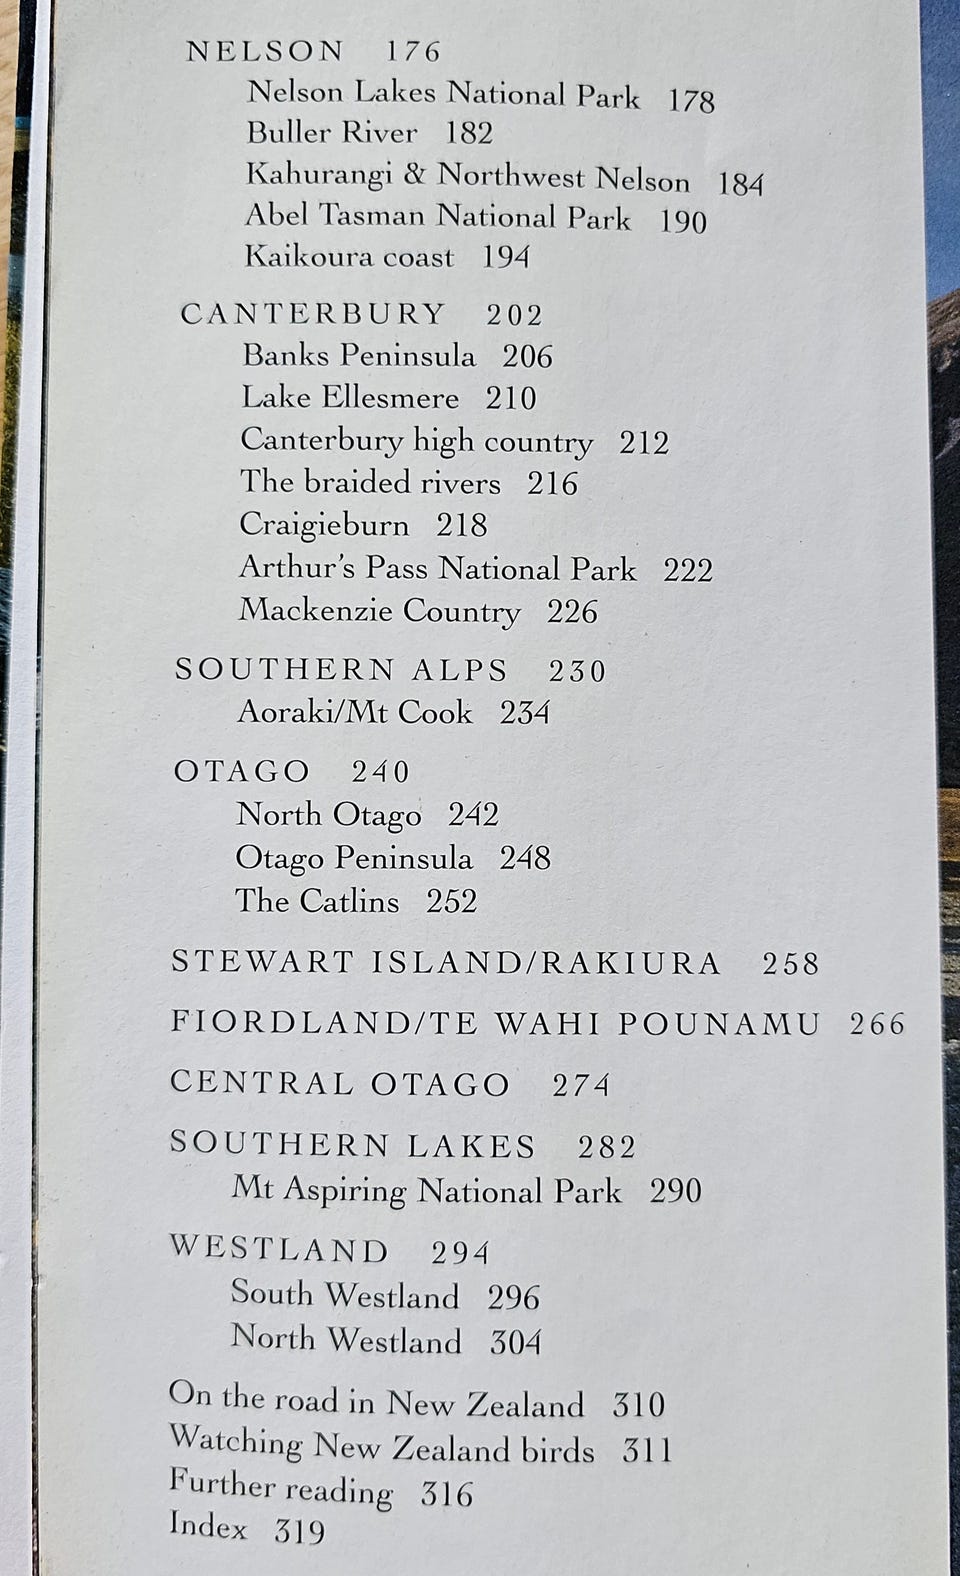 NELSON 176
Nelson Lakes National Park 178
Buller River 182
Kahurangi & Northwest Nelson 184
Abel Tasman National Park 190
Kaikoura coast 194
CANTERBURY 202
Banks Peninsula 206
Lake Ellesmere 210
Canterbury high country 212
The braided rivers 216
Craigieburn 218
Arthur's Pass National Park 222
Mackenzie Country 226
SOUTHERN ALPS 230
Aoraki/Mt Cook 234
OTAGO 240
North Otago 242
Otago Peninsula 248
The Catlins 252
STEWART ISLAND/RAKIURA 258
FIORDLAND/TE WAHI POUNAMU 266
CENTRAL OTAGO 274
SOUTHERN LAKES 282
Mt Aspiring National Park 290
WESTLAND 294
South Westland 296
North Westland 304
On the road in New Zealand 310
Watching New Zealand birds 311
Further reading 316
Index 319